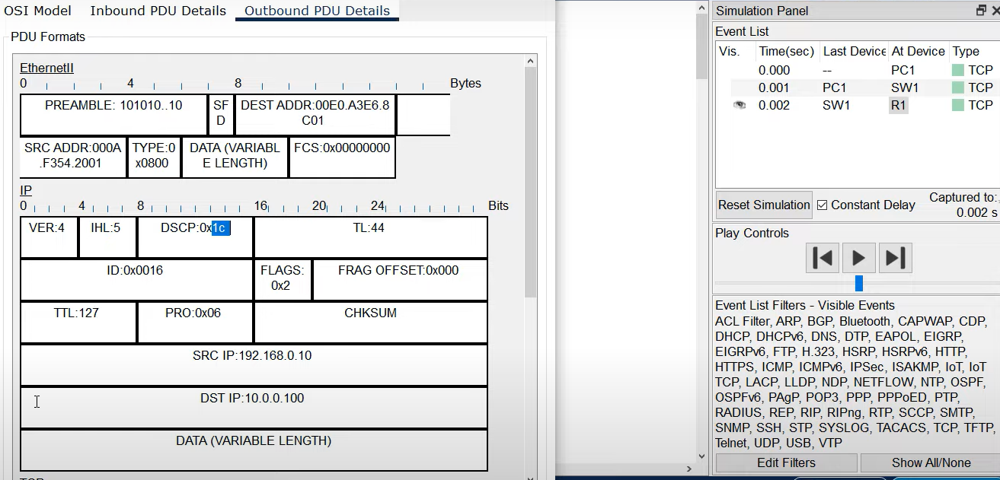 OSI Model Inbound PDU Details Outbound PDU Details
PDU Formats
EthernetII
0 4 8 Bytes
PREAMBLE: 101010..10
SF
D
DEST ADDR:00E0.A3E6.8
C01
SRC ADDR:000A
.F354.2001
TYPE:0
x0800
DATA (VARIABL
E LENGTH)
FCS:0x00000000
IP
0 4 8 16 20 24 Bits
VER:4 IHL:5 DSCP:0x1c TL:44
ID:0x0016
FLAGS:
0x2
FRAG OFFSET:0x000
TTL:127 PRO:0x06 CHKSUM
SRC IP:192.168.0.10
DST IP:10.0.0.100
DATA (VARIABLE LENGTH)
Simulation Panel
Event List
Vis. Time(sec) Last Device At Device Type
0.000 -- PC1 TCP
0.001 PC1 SW1 TCP
0.002 SW1 R1 TCP
Reset Simulation Constant Delay
Captured to:
0.002 s
Play Controls
Event List Filters - Visible Events
ACL Filter, ARP, BGP, Bluetooth, CAPWAP, CDP,
DHCP, DHCPv6, DNS, DTP, EAPOL, EIGRP,
EIGRPv6, FTP, H.323, HSRP, HSRPv6, HTTP,
HTTPS, ICMP, ICMPv6, IPSec, ISAKMP, IoT, IoT
TCP, LACP, LLDP, NDP, NETFLOW, NTP, OSPF,
OSPFv6, PAgP, POP3, PPP, PPPoED, PTP,
RADIUS, REP, RIP, RIPng, RTP, SCCP, SMTP,
SNMP, SSH, STP, SYSLOG, TACACS, TCP, TFTP,
Telnet, UDP, USB, VTP
Edit Filters Show All/None